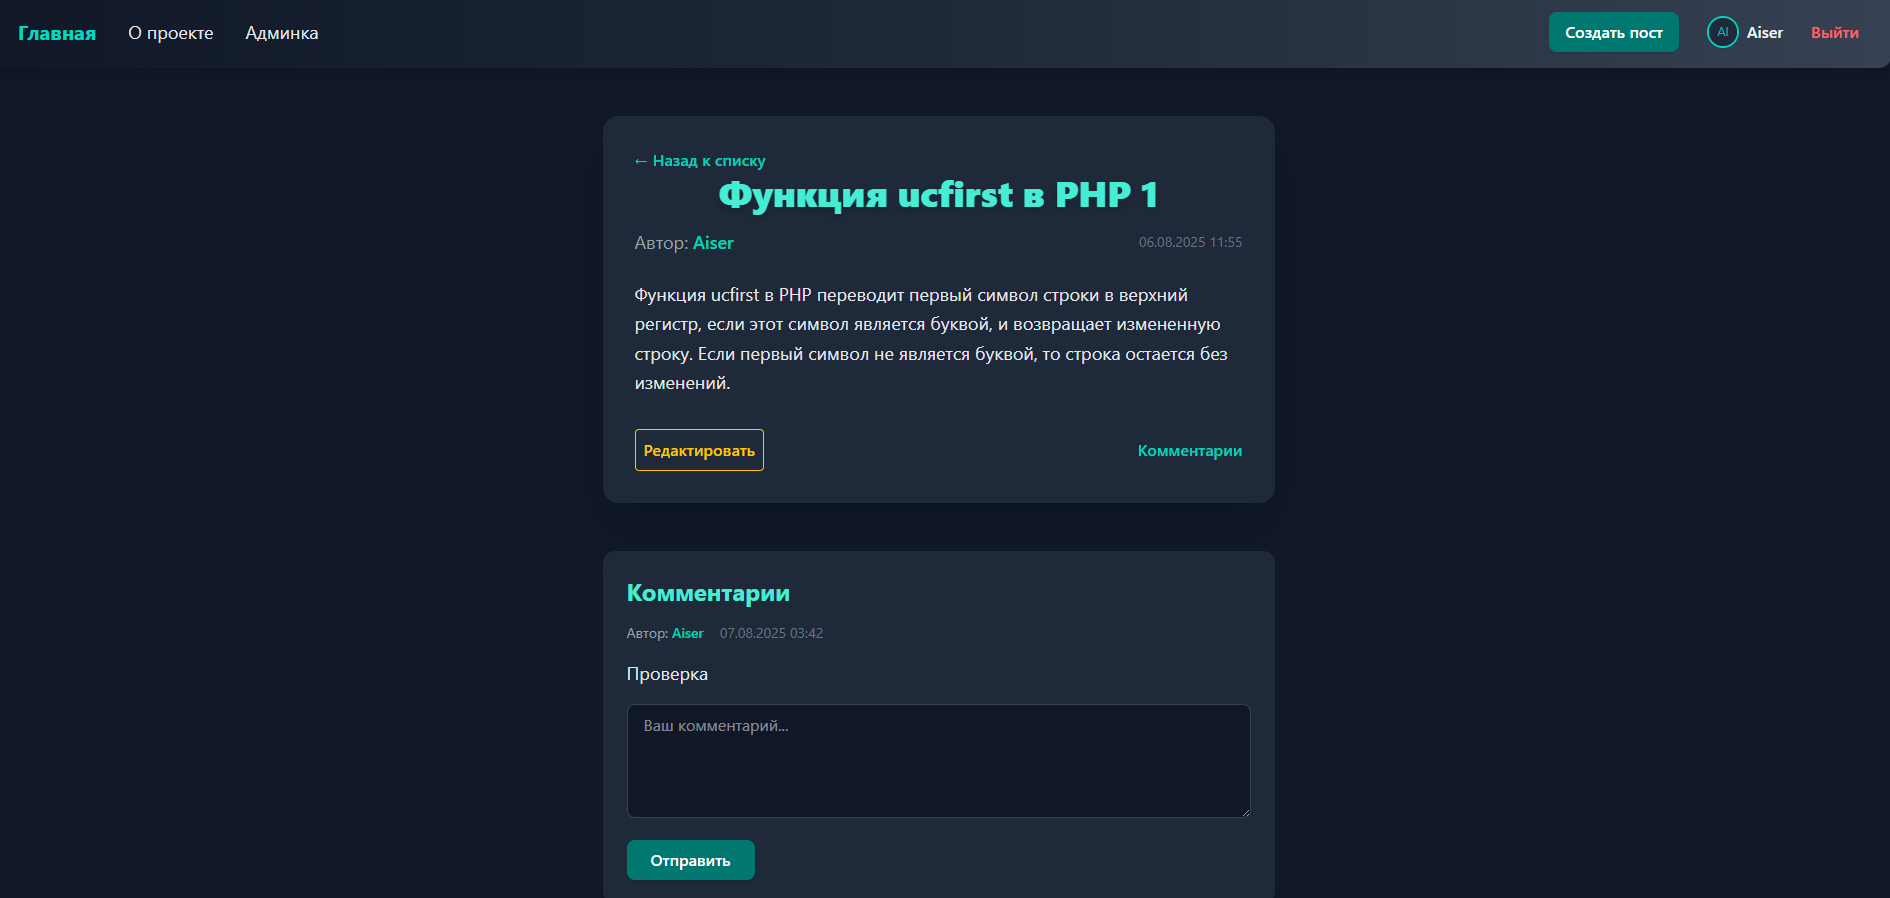 Главная О проекте Админка Создать пост AI Aiser Выйти
← Назад к списку
Функция ucfirst в PHP 1
Автор: Aiser 06.08.2025 11:55
Функция ucfirst в PHP переводит первый символ строки в верхний
регистр, если этот символ является буквой, и возвращает измененную
строку. Если первый символ не является буквой, то строка остается без
изменений.
Редактировать Комментарии
Комментарии
Автор: Aiser 07.08.2025 03:42
Проверка
Ваш комментарий...
Отправить